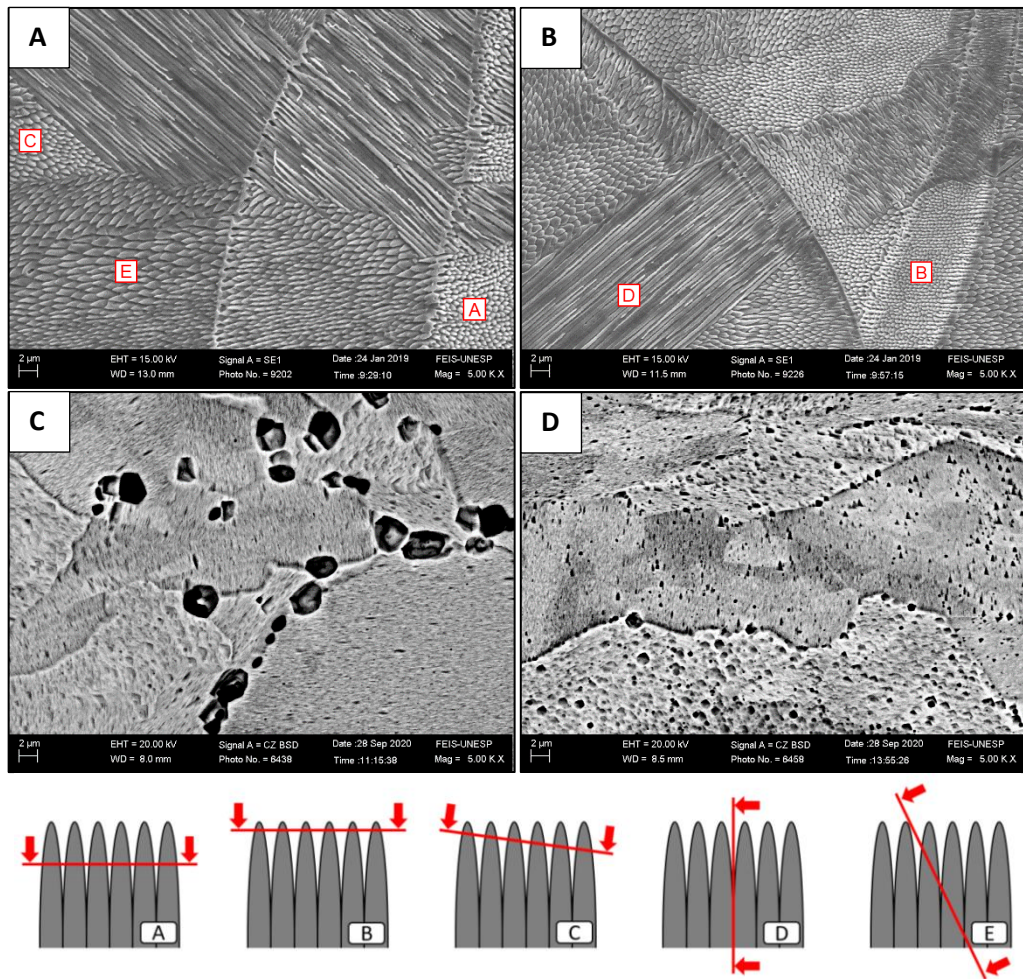 A
B
C
E
A
D
B
2 µm
EHT = 15.00 kV
Signal A = SE1
Date :24 Jan 2019
FEIS-UNESP
WD = 13.0 mm
Photo No. = 9202
Time :9:29:10
Mag = 5.00 K X
2 µm
EHT = 15.00 kV
Signal A = SE1
Date :24 Jan 2019
FEIS-UNESP
WD = 11.5 mm
Photo No. = 9226
Time :9:57:15
Mag = 5.00 K X
C
D
2 µm
EHT = 20.00 kV
Signal A = CZ BSD
Date :28 Sep 2020
FEIS-UNESP
WD = 8.0 mm
Photo No. = 6438
Time :11:15:38
Mag = 5.00 K X
2 µm
EHT = 20.00 kV
Signal A = CZ BSD
Date :28 Sep 2020
FEIS-UNESP
WD = 8.5 mm
Photo No. = 6458
Time :13:55:26
Mag = 5.00 K X
A
B
C
D
E